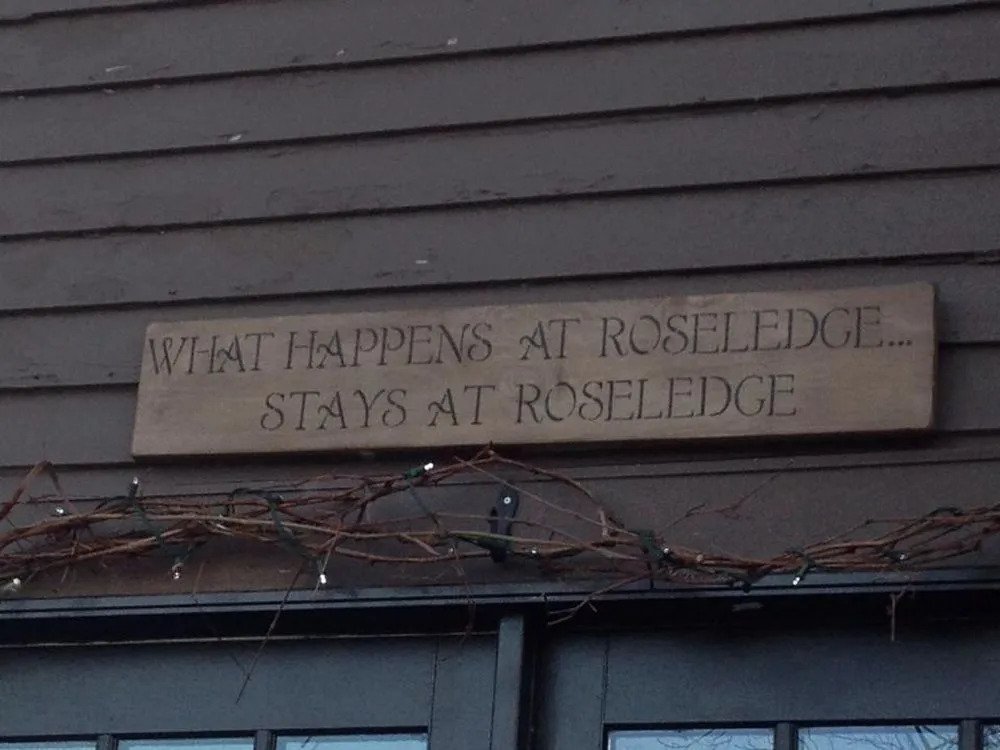 WHAT HAPPENS AT ROSELEDGE...
STAYS AT ROSELEDGE